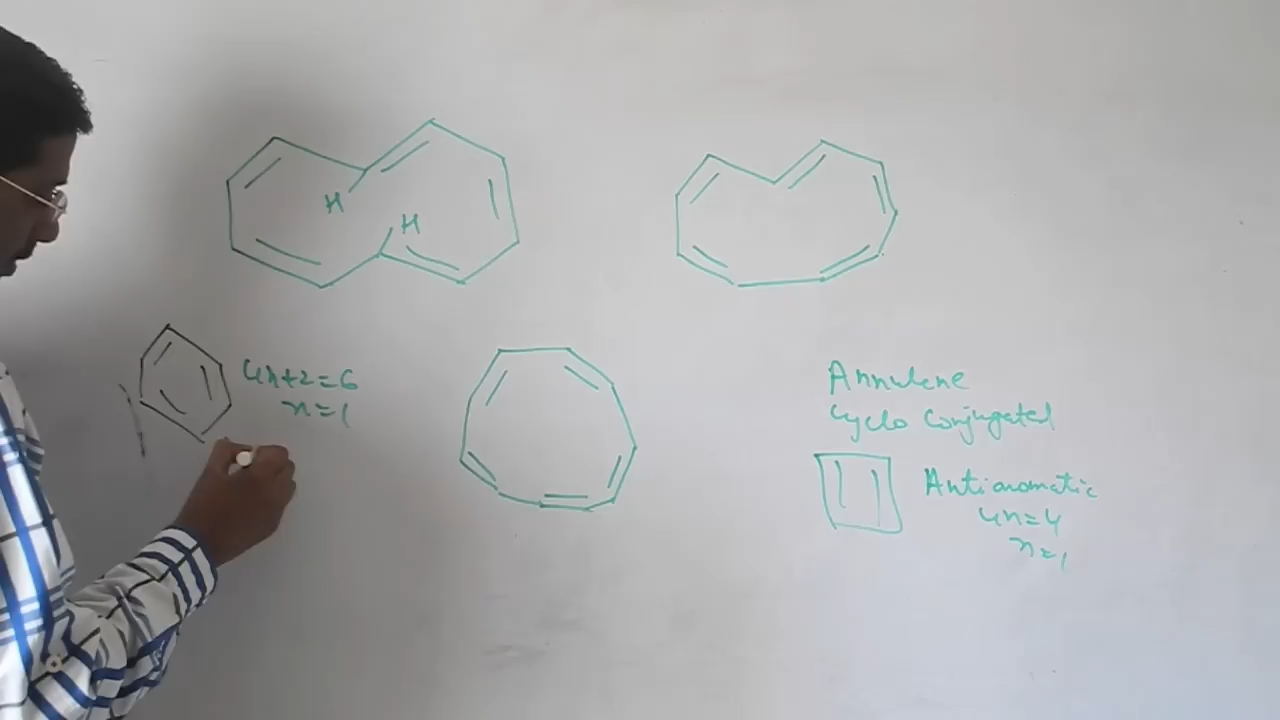 H
H
4n+2=6
n=1
Annulene
Cyclo Conjugated
Antiaromatic
4n=4
n=1